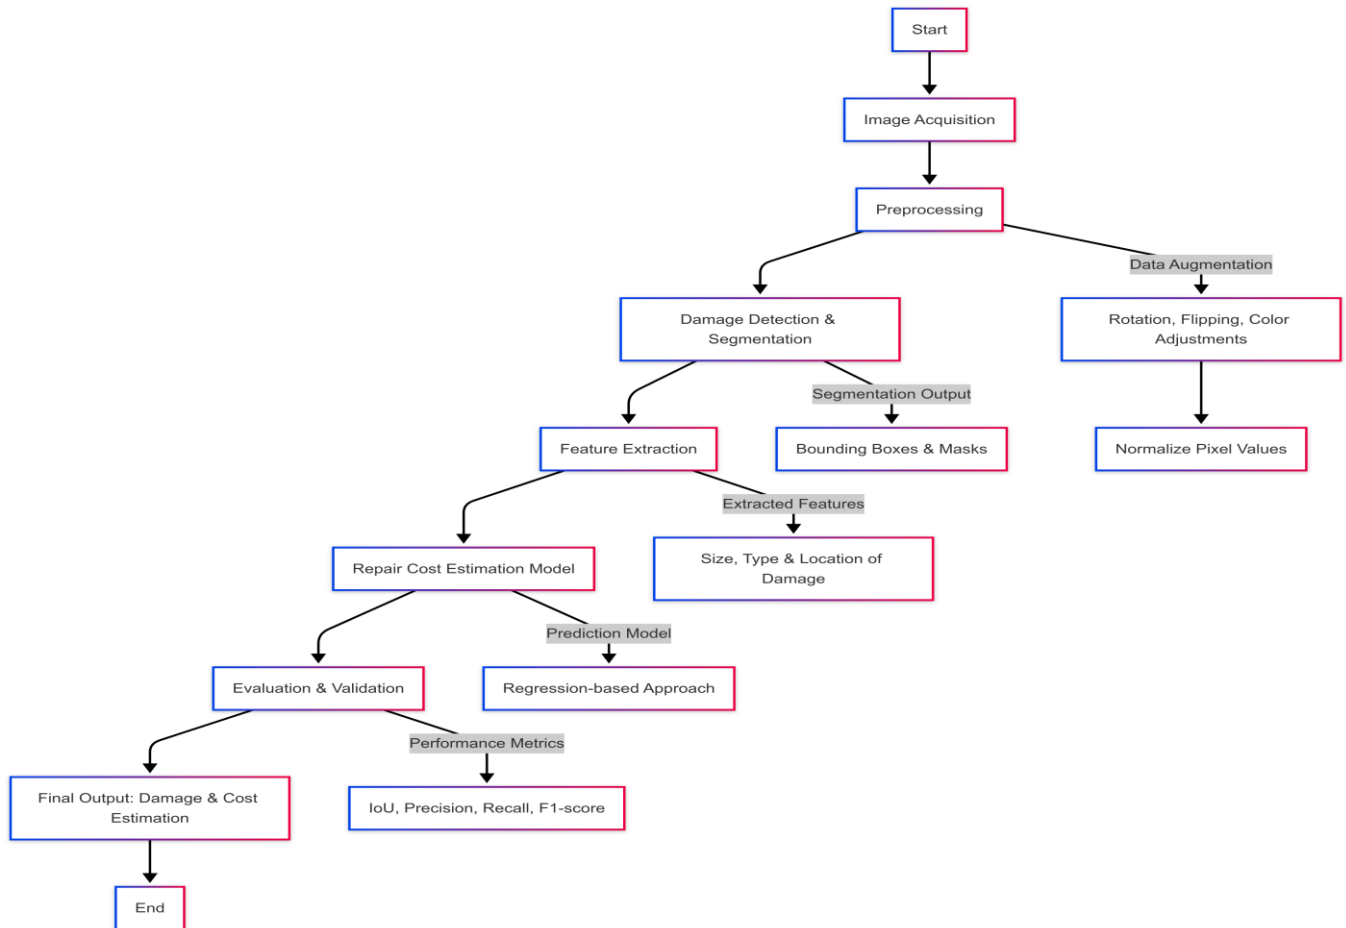 Start
Image Acquisition
Preprocessing
Data Augmentation
Damage Detection &
Segmentation
Rotation, Flipping, Color
Adjustments
Segmentation Output
Feature Extraction
Bounding Boxes & Masks
Normalize Pixel Values
Extracted Features
Repair Cost Estimation Model
Size, Type & Location of
Damage
Prediction Model
Evaluation & Validation
Regression-based Approach
Performance Metrics
Final Output: Damage & Cost
Estimation
IoU, Precision, Recall, F1-score
End